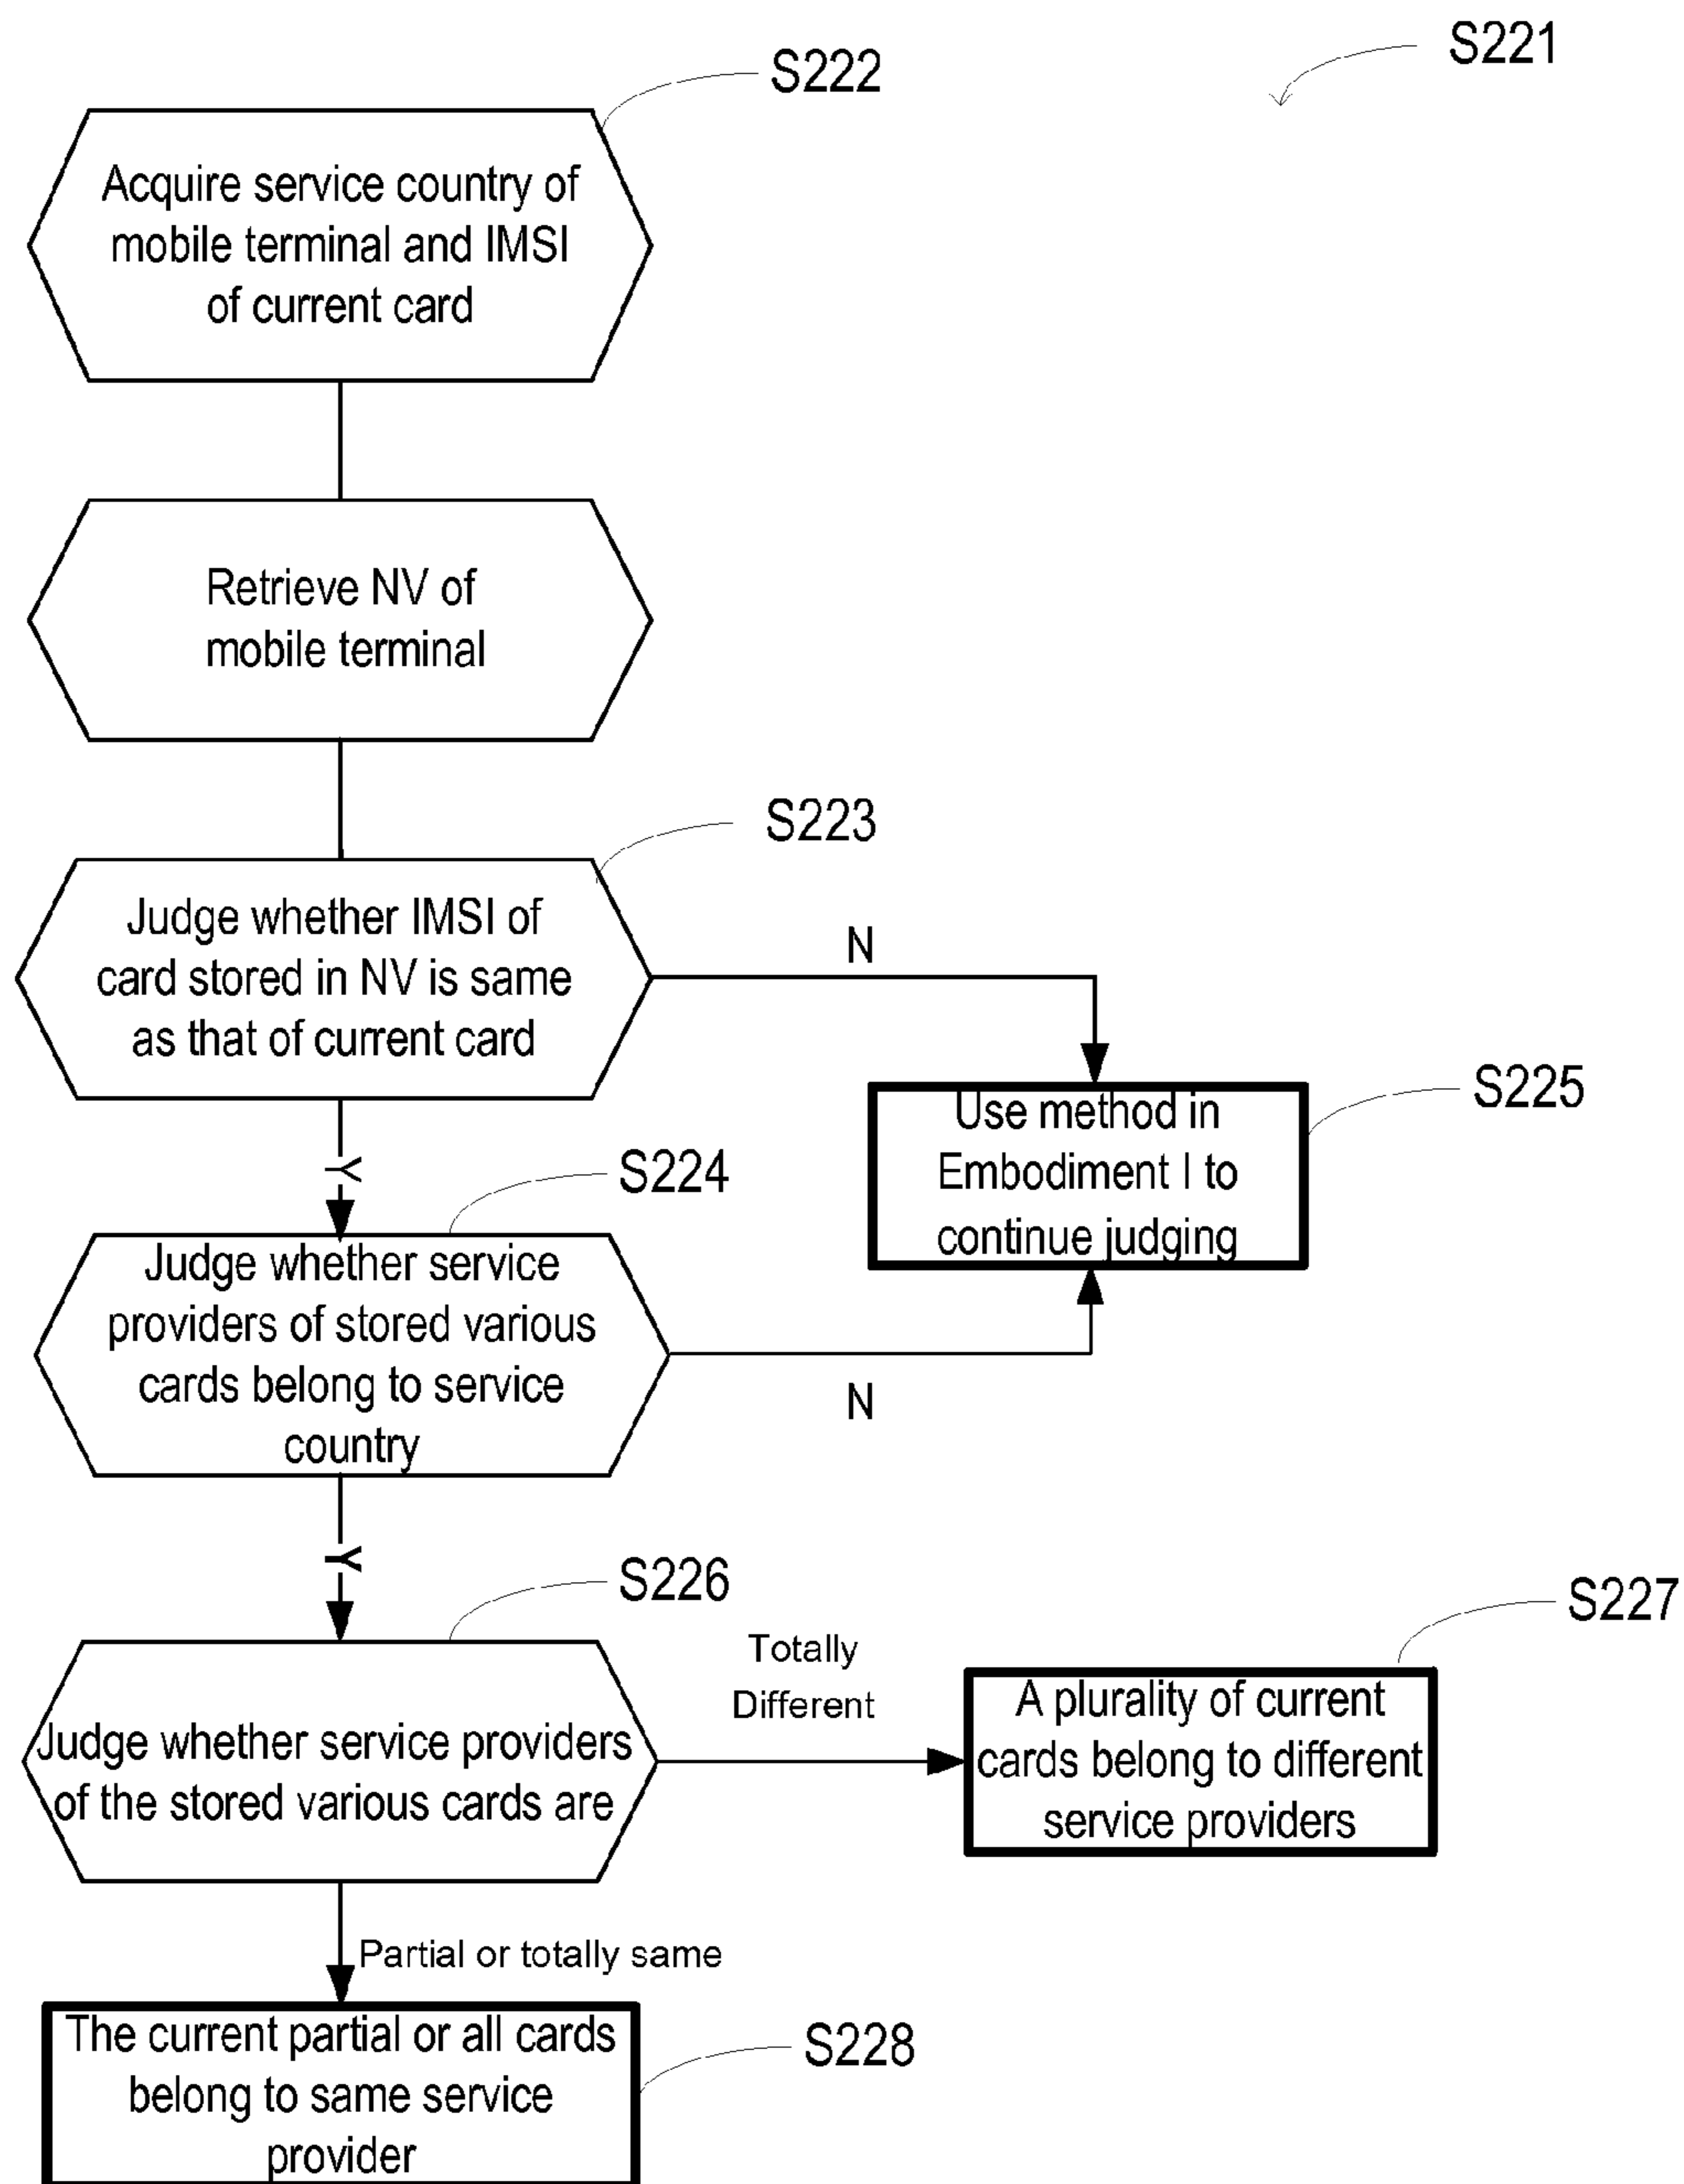 S221
S222
Acquire service country of
mobile terminal and IMSI
of current card
Retrieve NV of
mobile terminal
S223
Judge whether IMSI of
card stored in NV is same
as that of current card
N
Y
S225
Use method in
Embodiment I to
continue judging
S224
Judge whether service
providers of stored various
cards belong to service
country
N
Y
S226
Judge whether service providers
of the stored various cards are
Totally
Different
S227
A plurality of current
cards belong to different
service providers
Partial or totally same
S228
The current partial or all cards
belong to same service
provider